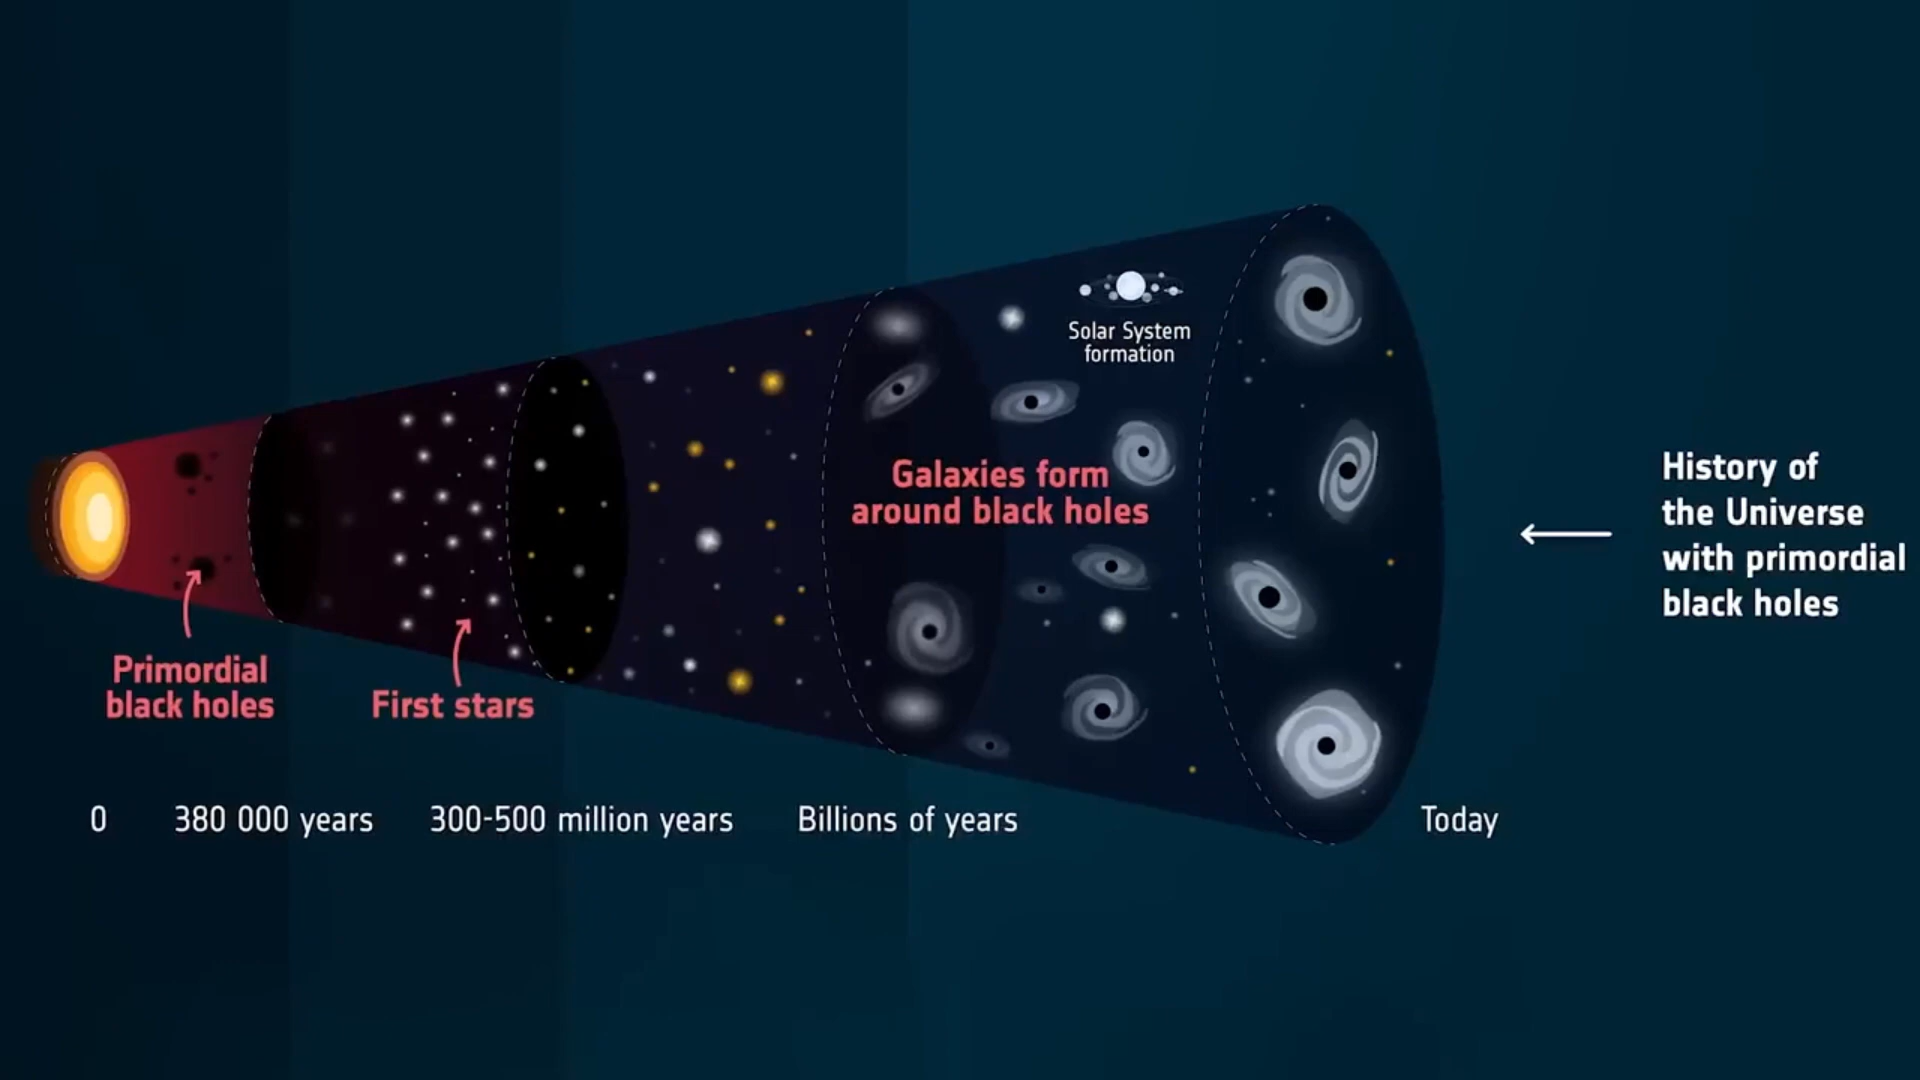 Solar System
formation
Galaxies form
around black holes
History of
the Universe
with primordial
black holes
Primordial
black holes
First stars
0
380 000 years
300-500 million years
Billions of years
Today